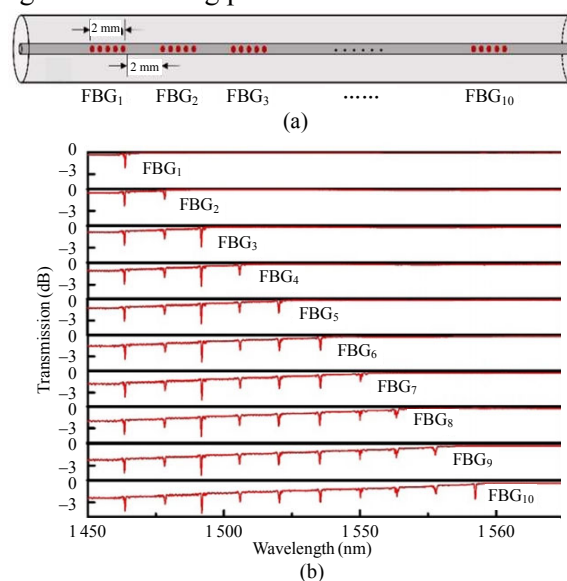 2 mm
2 mm
FBG₁ FBG₂ FBG₃ ...... FBG₁₀
(a)
Transmission (dB)
0
−3
FBG₁
0
−3
FBG₂
0
−3
FBG₃
0
−3
FBG₄
0
−3
FBG₅
0
−3
FBG₆
0
−3
FBG₇
0
−3
FBG₈
0
−3
FBG₉
0
−3
FBG₁₀
1 450 1 500 1 550 1 560
Wavelength (nm)
(b)